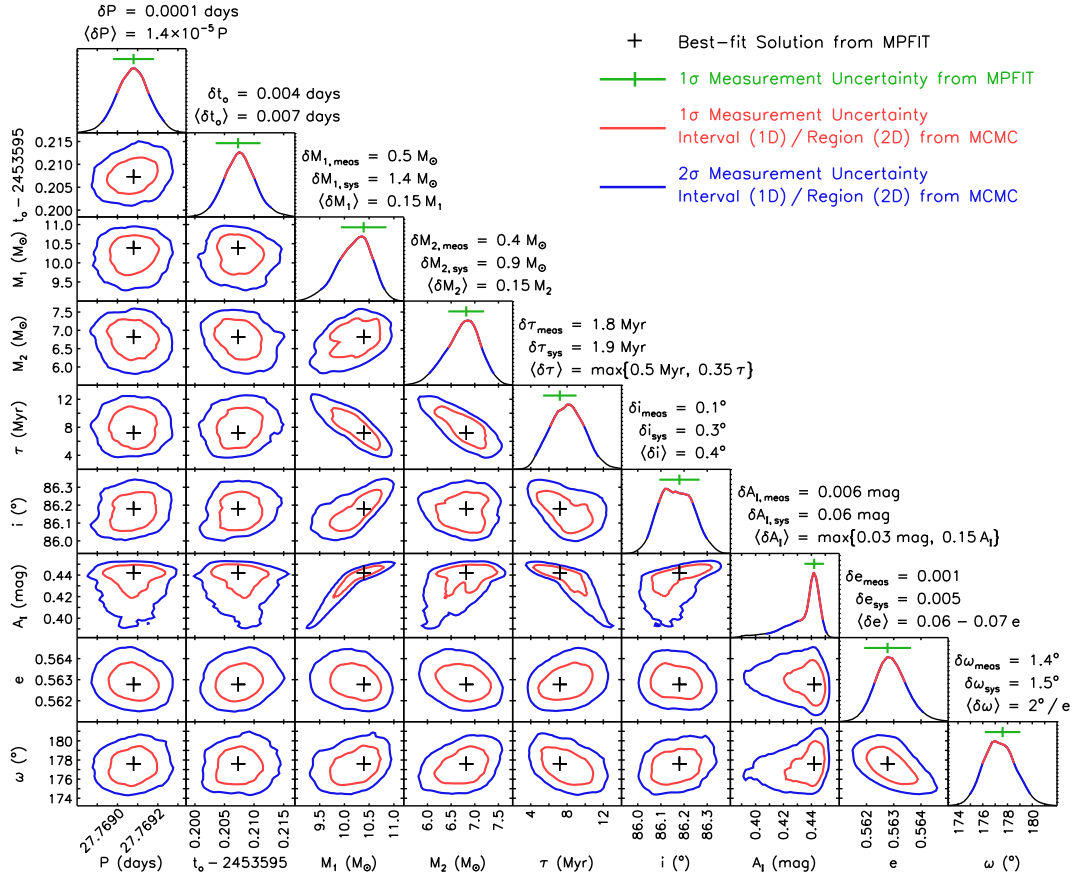 δP = 0.0001 days
⟨δP⟩ = 1.4×10⁻⁵ P
Best-fit Solution from MPFIT
1σ Measurement Uncertainty from MPFIT
1σ Measurement Uncertainty
Interval (1D)/Region (2D) from MCMC
2σ Measurement Uncertainty
Interval (1D)/Region (2D) from MCMC
δtₒ = 0.004 days
⟨δtₒ⟩ = 0.007 days
tₒ − 2453595
0.215
0.210
0.205
0.200
δM₁,meas = 0.5 M⊙
δM₁,sys = 1.4 M⊙
⟨δM₁⟩ = 0.15 M₁
M₁ (M⊙)
11.0
10.5
10.0
9.5
δM₂,meas = 0.4 M⊙
δM₂,sys = 0.9 M⊙
⟨δM₂⟩ = 0.15 M₂
M₂ (M⊙)
7.5
7.0
6.5
6.0
δτmeas = 1.8 Myr
δτsys = 1.9 Myr
⟨δτ⟩ = max{0.5 Myr, 0.35 τ}
τ (Myr)
12
8
4
δimeas = 0.1°
δisys = 0.3°
⟨δi⟩ = 0.4°
i (°)
86.3
86.2
86.1
86.0
δAI,meas = 0.006 mag
δAI,sys = 0.06 mag
⟨δAI⟩ = max{0.03 mag, 0.15 AI}
AI (mag)
0.44
0.42
0.40
δemeas = 0.001
δesys = 0.005
⟨δe⟩ = 0.06 − 0.07 e
e
0.564
0.563
0.562
δωmeas = 1.4°
δωsys = 1.5°
⟨δω⟩ = 2°/e
ω (°)
180
178
176
174
27.7690 27.7692
0.200 0.205 0.210 0.215
9.5 10.0 10.5 11.0
6.0 6.5 7.0 7.5
4 8 12
86.0 86.1 86.2 86.3
0.40 0.42 0.44
0.562 0.563 0.564
174 176 178 180
P (days) tₒ − 2453595 M₁ (M⊙) M₂ (M⊙) τ (Myr) i (°) AI (mag) e ω (°)